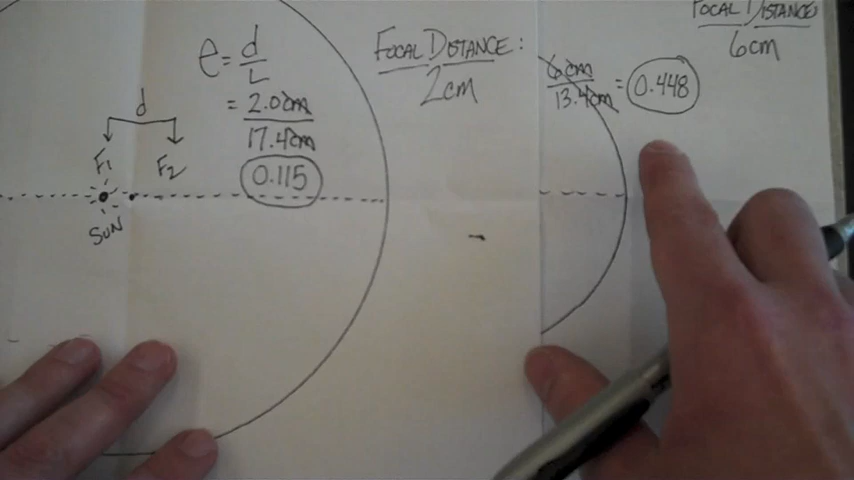 e = d/L
= 2.0cm/17.4cm
0.115
d
F1 F2
SUN
FOCAL DISTANCE:
2cm
6cm/13.4cm = 0.448
FOCAL DISTANCE
6cm